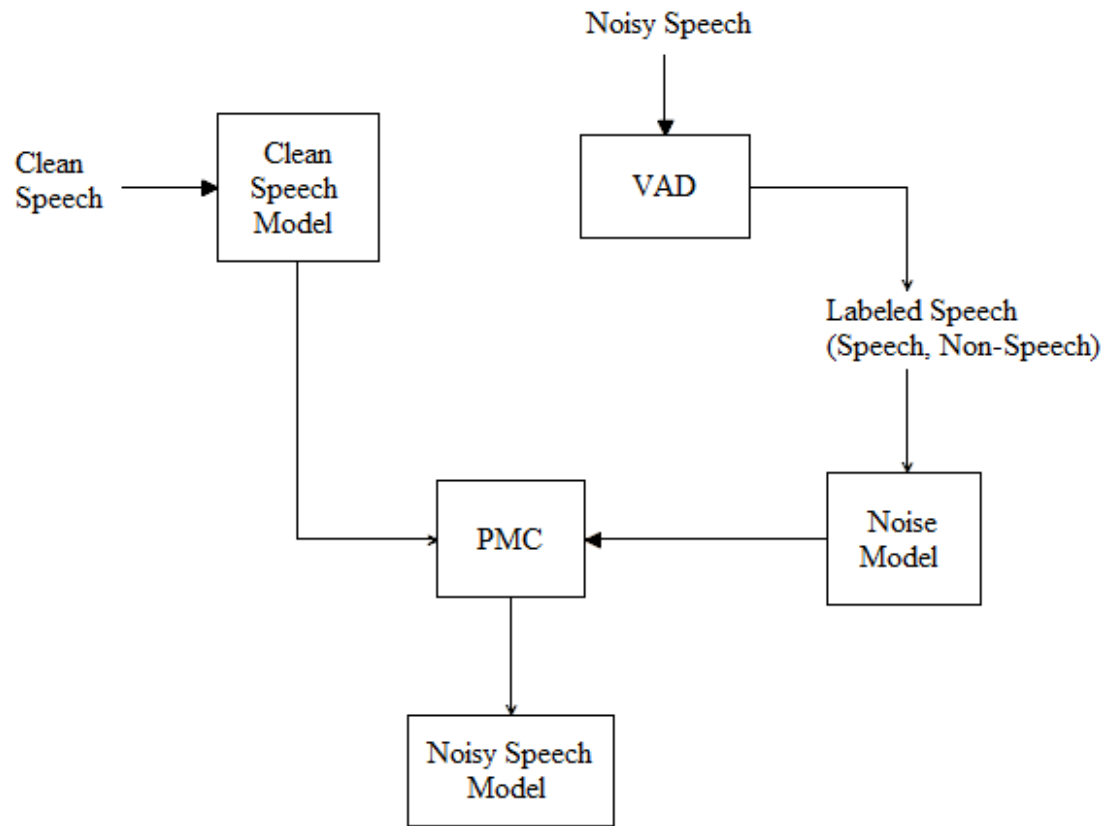 Noisy Speech
Clean
Speech
Clean
Speech
Model
VAD
Labeled Speech
(Speech, Non-Speech)
PMC
Noise
Model
Noisy Speech
Model